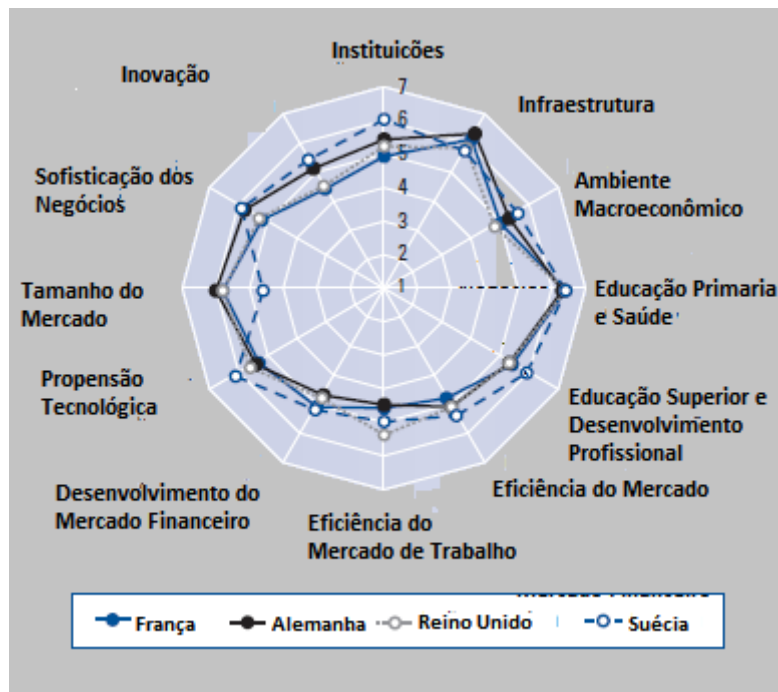 Instituicões
Inovação
Infraestrutura
7
6
5
4
3
2
1
Sofisticação dos
Negócios
Ambiente
Macroeconômico
Tamanho do
Mercado
Educação Primaria
e Saúde
Propensão
Tecnológica
Educação Superior e
Desenvolvimento
Profissional
Desenvolvimento do
Mercado Financeiro
Eficiência do
Mercado de Trabalho
Eficiência do Mercado
França
Alemanha
Reino Unido
Suécia